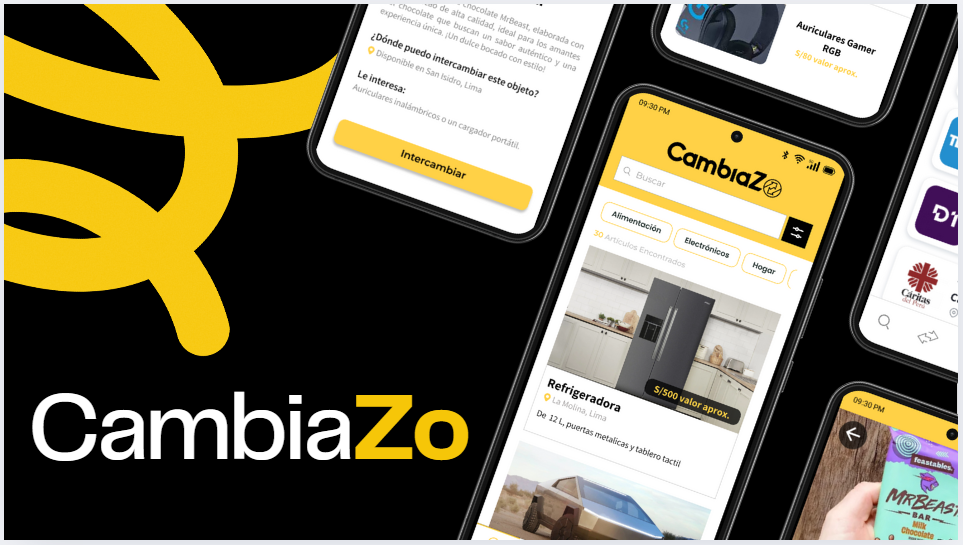 chocolate MrBeast, elaborada con
de alta calidad, ideal para los amantes
chocolate que buscan un sabor auténtico y una
experiencia única. ¡Un dulce bocado con estilo!
¿Dónde puedo intercambiar este objeto?
Disponible en San Isidro, Lima
Le interesa:
Auriculares inalámbricos o un cargador portátil.
Intercambiar
Auriculares Gamer
RGB
S/80 valor aprox.
09:30 PM
CambiaZo
Buscar
Alimentación
Electrónicos
Hogar
30 Artículos Encontrados
S/500 valor aprox.
Refrigeradora
La Molina, Lima
De 12 L, puertas metalicas y tablero tactil
Cáritas
del Perú
09:30 PM
feastables.
MRBEAST
BAR
Milk
Chocolate
CambiaZo